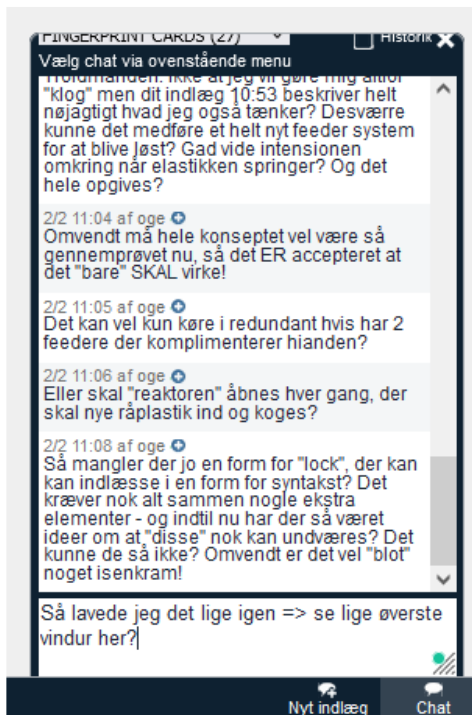 FINGERPRINT CARDS (27)
Historik
Vælg chat via ovenstående menu
Troldmanden: Ikke at jeg vil gøre mig altfor
"klog" men dit indlæg 10:53 beskriver helt
nøjagtigt hvad jeg også tænker? Desværre
kunne det medføre et helt nyt feeder system
for at blive løst? Gad vide intensionen
omkring når elastikken springer? Og det
hele opgives?
2/2 11:04 af oge
Omvendt må hele konseptet vel være så
gennemprøvet nu, så det ER accepteret at
det "bare" SKAL virke!
2/2 11:05 af oge
Det kan vel kun køre i redundant hvis har 2
feedere der komplimenterer hianden?
2/2 11:06 af oge
Eller skal "reaktoren" åbnes hver gang, der
skal nye råplastik ind og koges?
2/2 11:08 af oge
Så mangler der jo en form for "lock", der kan
kan indlæsse i en form for syntakst? Det
kræver nok alt sammen nogle ekstra
elementer - og indtil nu har der så været
ideer om at "disse" nok kan undværes? Det
kunne de så ikke? Omvendt er det vel "blot"
noget isenkram!
Så lavede jeg det lige igen => se lige øverste
vindur her?
Nyt indlæg
Chat